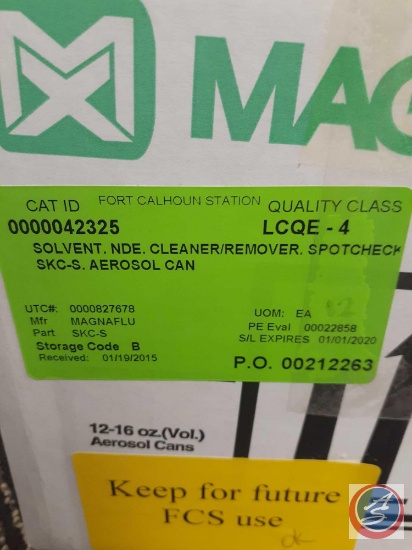 MAG
FORT CALHOUN STATION
CAT ID QUALITY CLASS
0000042325 LCQE - 4
SOLVENT, NDE, CLEANER/REMOVER, SPOTCHECK
SKC-S, AEROSOL CAN
UTC#: 0000827678 UOM: EA
Mfr MAGNAFLU PE Eval 00022858
Part SKC-S S/L EXPIRES 01/01/2020
Storage Code B
Received: 01/19/2015 P.O. 00212263
12-16 oz.(Vol.)
Aerosol Cans
Keep for future
FCS use
ok